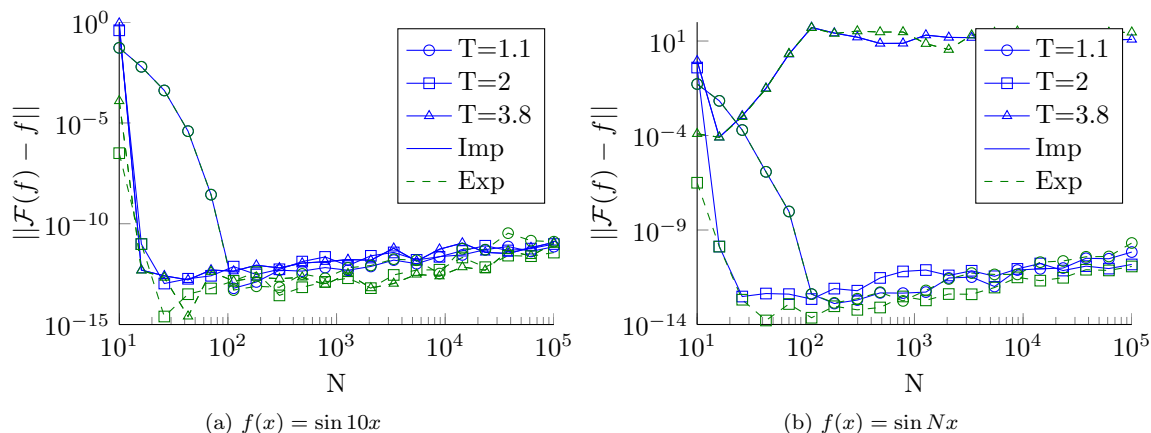 ||F(f) − f||
10^0
10^−5
10^−10
10^−15
10^1
10^2
10^3
10^4
10^5
N
T=1.1
T=2
T=3.8
Imp
Exp
(a) f(x) = sin 10x
||F(f) − f||
10^1
10^−4
10^−9
10^−14
10^1
10^2
10^3
10^4
10^5
N
T=1.1
T=2
T=3.8
Imp
Exp
(b) f(x) = sin Nx